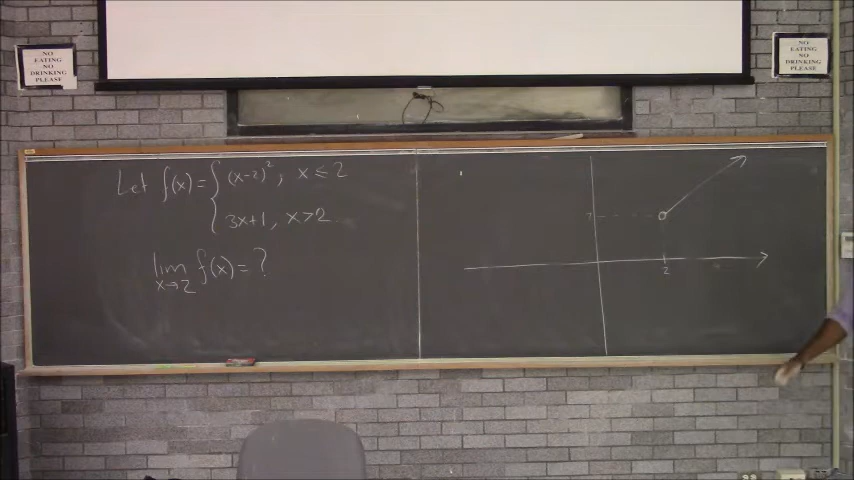 NO
EATING
NO
DRINKING
PLEASE
NO
EATING
NO
DRINKING
PLEASE
Let f(x) = { (x-2)², x ≤ 2
3x+1, x > 2
lim f(x) = ?
x→2
7
2